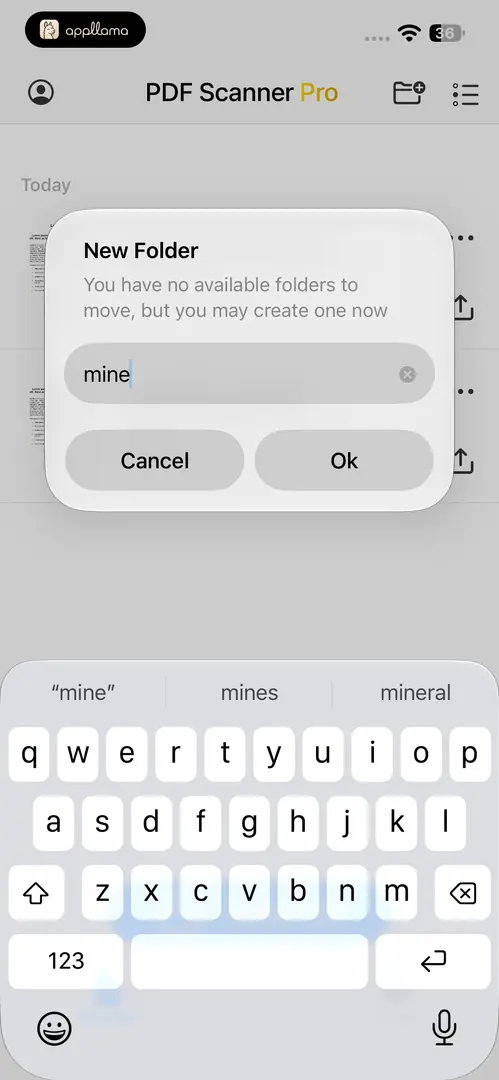 appllama
36
PDF Scanner Pro
Today
New Folder
You have no available folders to
move, but you may create one now
mine
Cancel
Ok
“mine”
mines
mineral
q w e r t y u i o p
a s d f g h j k l
z x c v b n m
123